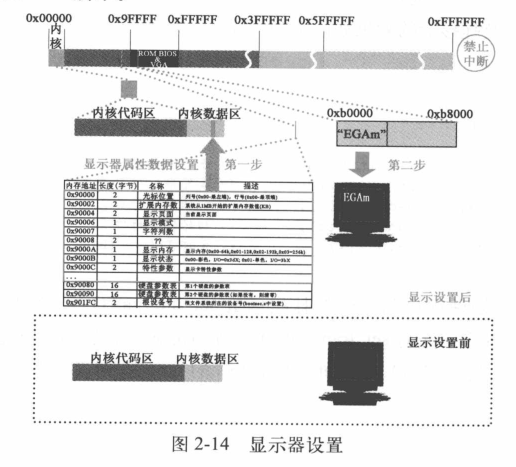 0x00000 0x9FFFF 0xFFFFF 0x3FFFFF 0x5FFFFF 0xFFFFFF
内核
ROM BIOS
&
VGA
禁止
中断
内核代码区 内核数据区 0xb0000 0xb8000
"EGAm"
显示器属性数据设置 第一步 第二步
内存地址 长度(字节) 名称 描述
0x90000 2 光标位置 列号(0x00-最左端),行号(0x00-最顶端)
0x90002 2 扩展内存数 系统从1MB开始的扩展内存数值(KB)
0x90004 2 显示页面 当前显示页面
0x90006 1 显示模式
0x90007 1 字符列数
0x90008 2 ??
0x9000A 1 显示内存 显示内存(0x00-64k,0x01-128,0x02-192k,0x03=256k)
0x9000B 1 显示状态 0x00-彩色,I/O=0x3dX; 0x01-单色,I/O=3bX
0x9000C 2 特性参数 显示卡特性参数
...
0x90080 16 硬盘参数表 第1个硬盘的参数表
0x90090 16 硬盘参数表 第2个硬盘的参数表(如果没有,则清零)
0x901FC 2 根设备号 根文件系统所在的设备号(bootsec.s中设置)
EGAm
显示设置后
显示设置前
内核代码区 内核数据区
图 2-14 显示器设置